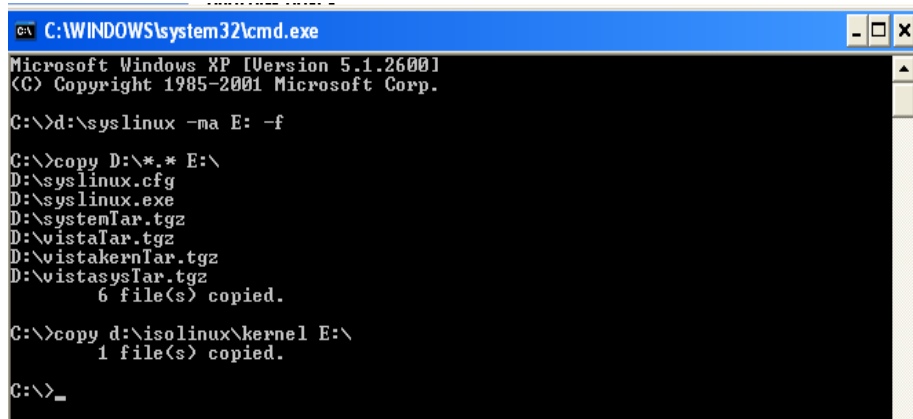 C:\WINDOWS\system32\cmd.exe
Microsoft Windows XP [Version 5.1.2600]
(C) Copyright 1985-2001 Microsoft Corp.
C:\>d:\syslinux -ma E: -f
C:\>copy D:\*.* E:\
D:\syslinux.cfg
D:\syslinux.exe
D:\systemTar.tgz
D:\vistaTar.tgz
D:\vistakernTar.tgz
D:\vistasysTar.tgz
6 file(s) copied.
C:\>copy d:\isolinux\kernel E:\
1 file(s) copied.
C:\>_